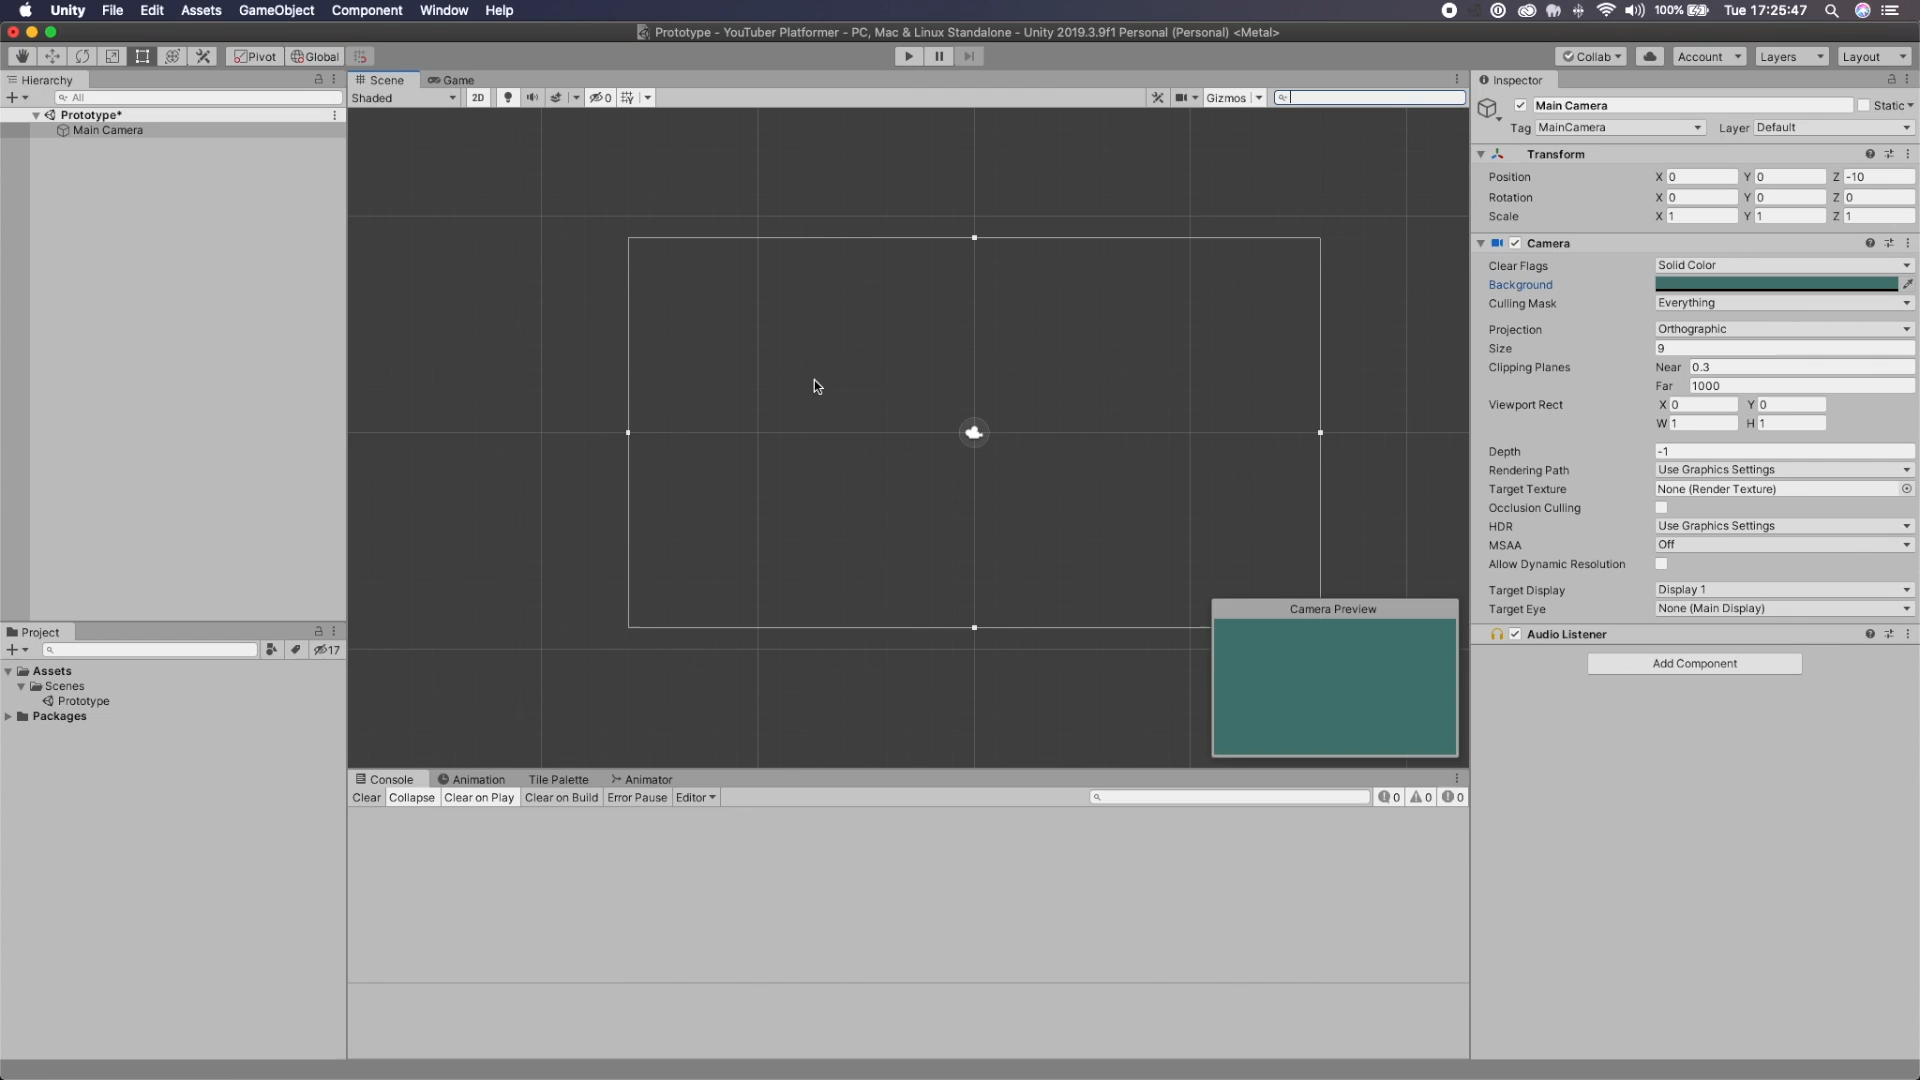 Unity File Edit Assets GameObject Component Window Help 100% Tue 17:25:47
Prototype - YouTuber Platformer - PC, Mac & Linux Standalone - Unity 2019.3.9f1 Personal (Personal) <Metal>
Pivot Global Collab Account Layers Layout
Hierarchy
All
Prototype*
Main Camera
Scene Game
Shaded 2D 0 Gizmos
Camera Preview
Inspector
Main Camera Static
Tag MainCamera Layer Default
Transform
Position X 0 Y 0 Z -10
Rotation X 0 Y 0 Z 0
Scale X 1 Y 1 Z 1
Camera
Clear Flags Solid Color
Background
Culling Mask Everything
Projection Orthographic
Size 9
Clipping Planes Near 0.3
Far 1000
Viewport Rect X 0 Y 0
W 1 H 1
Depth -1
Rendering Path Use Graphics Settings
Target Texture None (Render Texture)
Occlusion Culling
HDR Use Graphics Settings
MSAA Off
Allow Dynamic Resolution
Target Display Display 1
Target Eye None (Main Display)
Audio Listener
Add Component
Project
17
Assets
Scenes
Prototype
Packages
Console Animation Tile Palette Animator
Clear Collapse Clear on Play Clear on Build Error Pause Editor 0 0 0